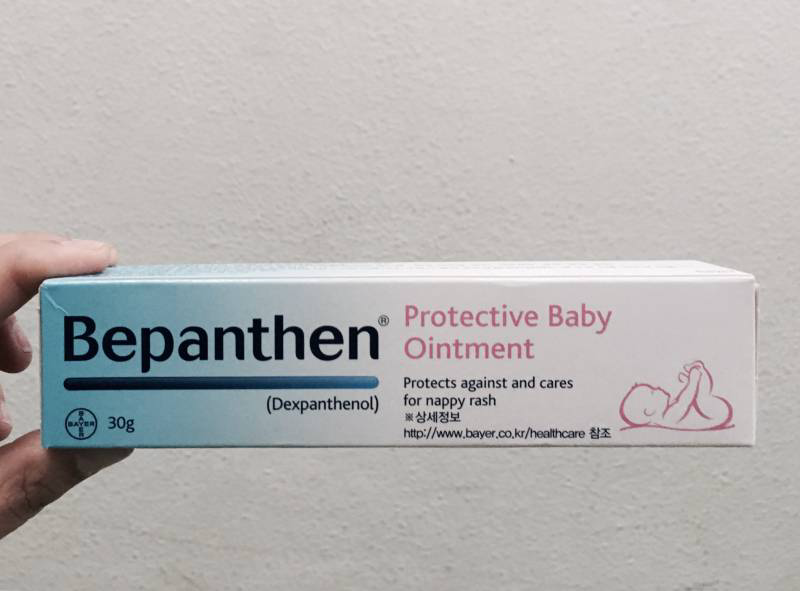 Bepanthen®
(Dexpanthenol)
BAYER
BAYER
30g
Protective Baby
Ointment
Protects against and cares
for nappy rash
※상세정보
http://www.bayer.co.kr/healthcare 참조